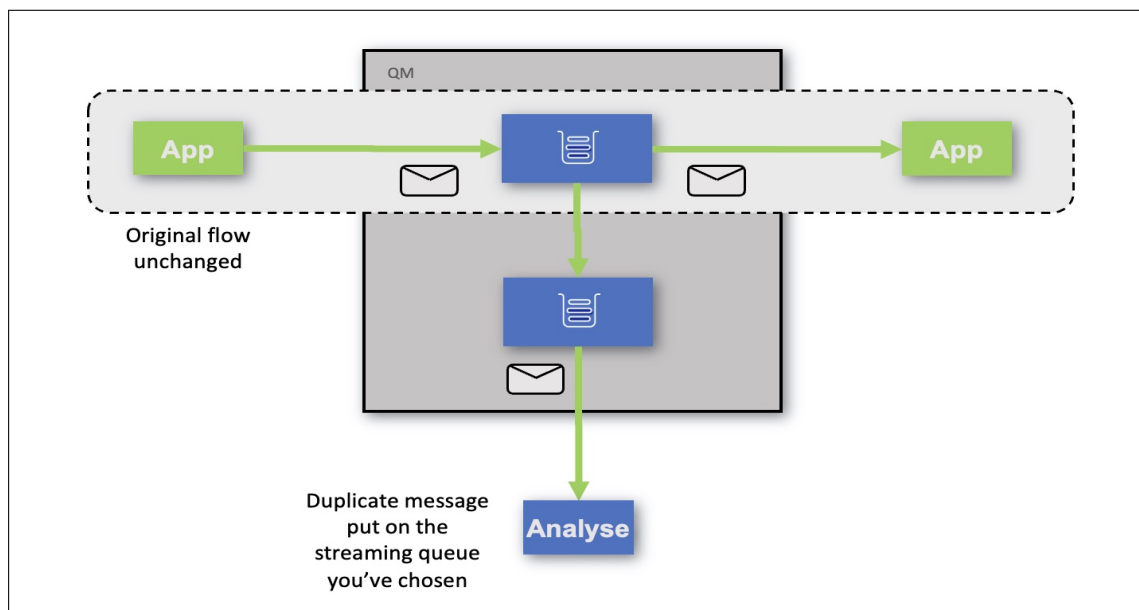 QM
App
App
Original flow
unchanged
Duplicate message
put on the
streaming queue
you’ve chosen
Analyse